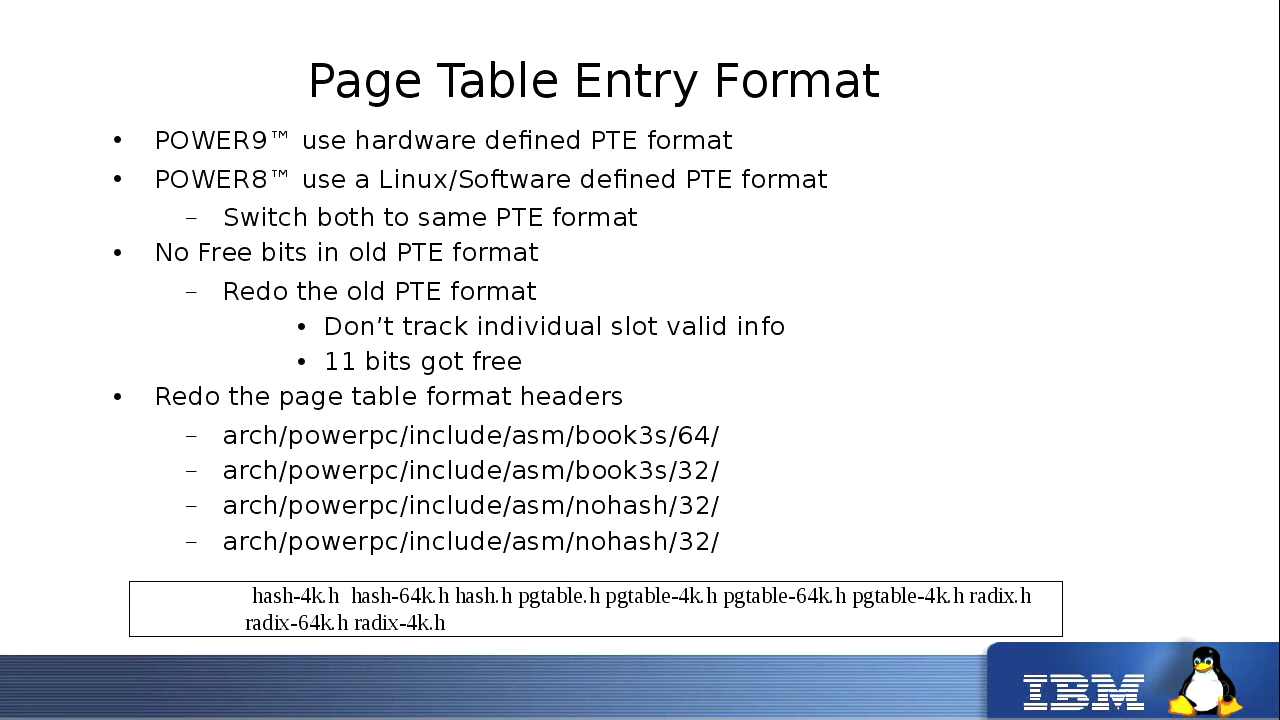 Page Table Entry Format
• POWER9™ use hardware defined PTE format
• POWER8™ use a Linux/Software defined PTE format
– Switch both to same PTE format
• No Free bits in old PTE format
– Redo the old PTE format
• Don’t track individual slot valid info
• 11 bits got free
• Redo the page table format headers
– arch/powerpc/include/asm/book3s/64/
– arch/powerpc/include/asm/book3s/32/
– arch/powerpc/include/asm/nohash/32/
– arch/powerpc/include/asm/nohash/32/
hash-4k.h hash-64k.h hash.h pgtable.h pgtable-4k.h pgtable-64k.h pgtable-4k.h radix.h
radix-64k.h radix-4k.h
IBM